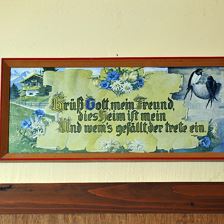 Grüß Gott mein Freund,
dies Heim ist mein
Und wem's gefällt der trete ein.